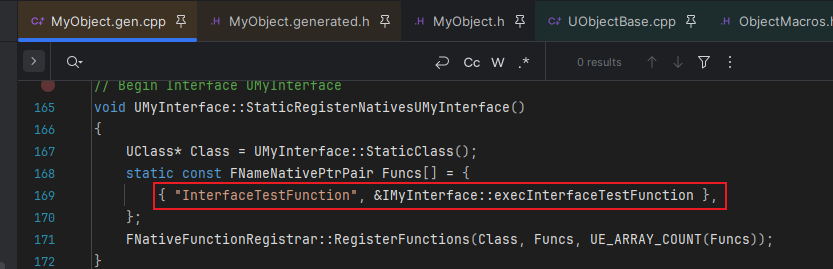 MyObject.gen.cpp MyObject.generated.h MyObject.h UObjectBase.cpp ObjectMacros.h
Cc W .* 0 results
// Begin Interface UMyInterface
165 void UMyInterface::StaticRegisterNativesUMyInterface()
166 {
167 UClass* Class = UMyInterface::StaticClass();
168 static const FNameNativePtrPair Funcs[] = {
169 { "InterfaceTestFunction", &IMyInterface::execInterfaceTestFunction },
170 };
171 FNativeFunctionRegistrar::RegisterFunctions(Class, Funcs, UE_ARRAY_COUNT(Funcs));
172 }